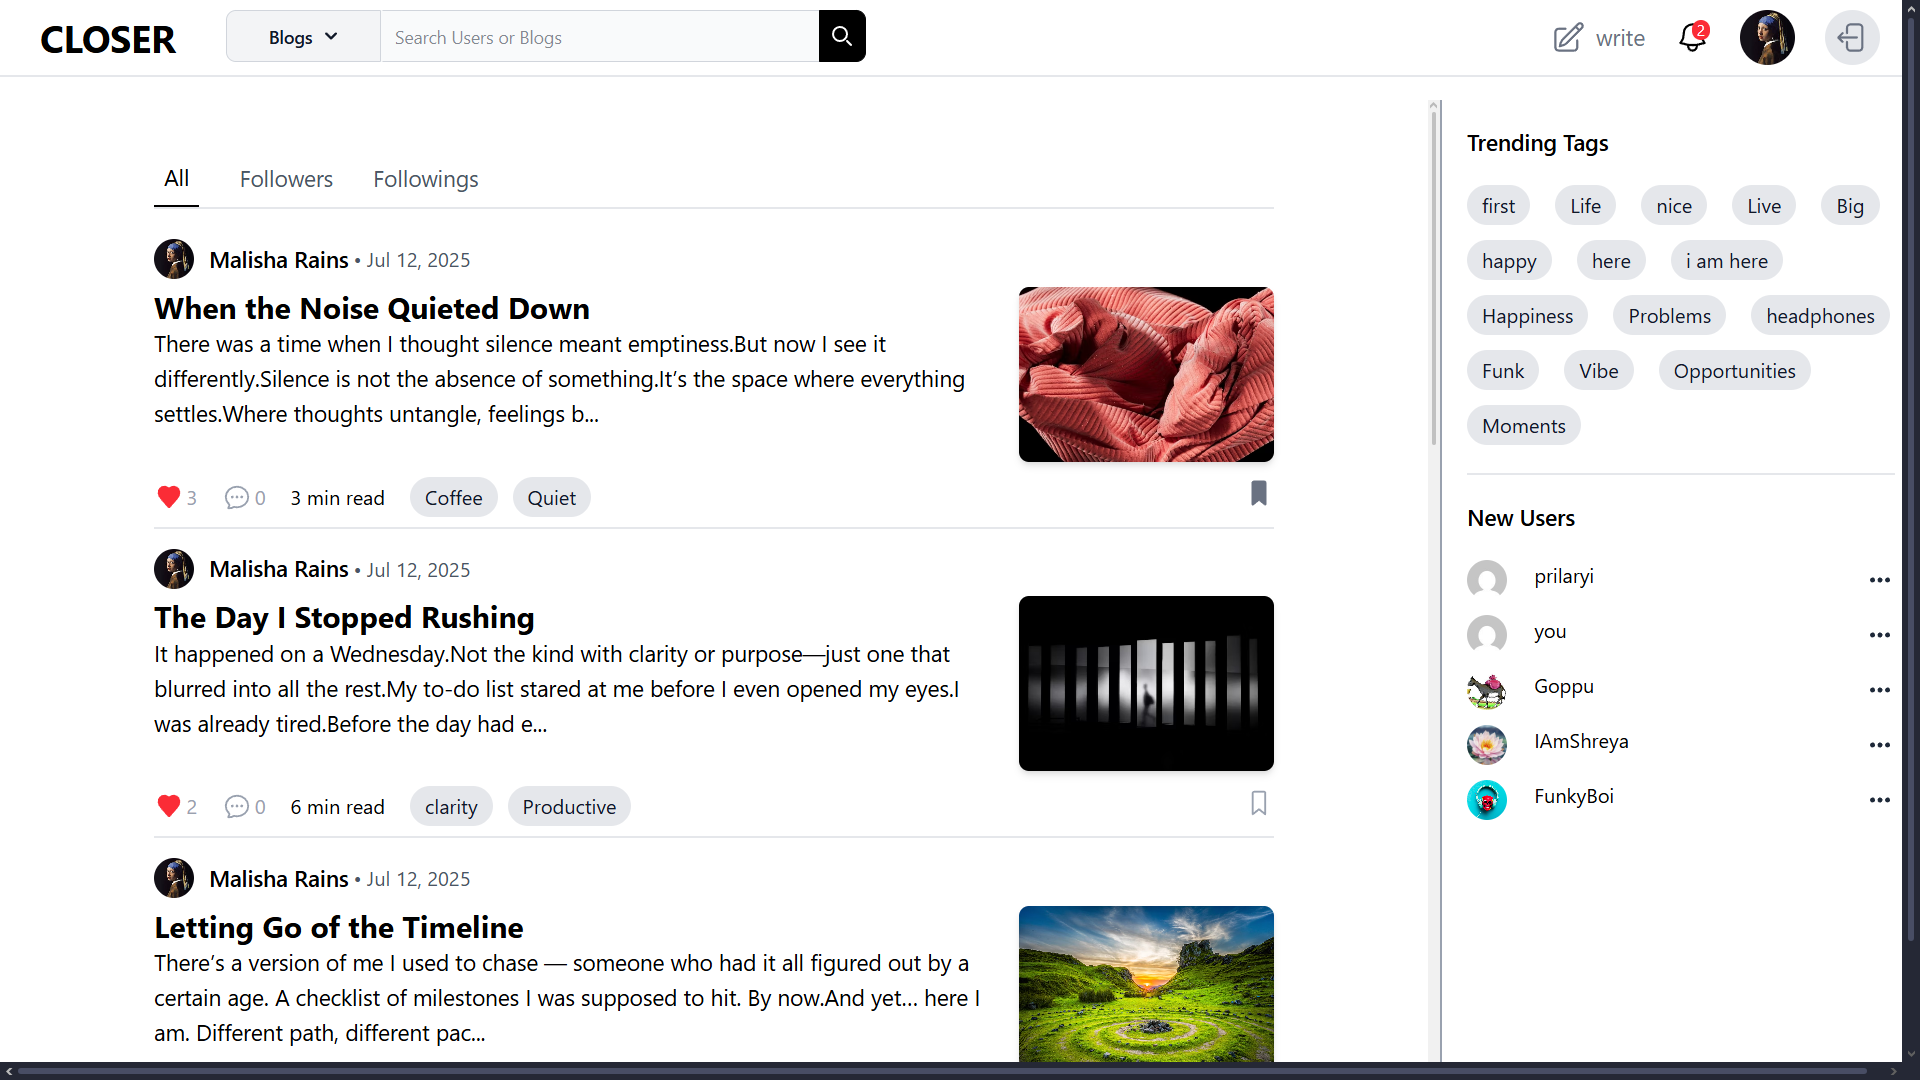 CLOSER
Blogs
Search Users or Blogs
write
2
All
Followers
Followings
Malisha Rains • Jul 12, 2025
When the Noise Quieted Down
There was a time when I thought silence meant emptiness.But now I see it
differently.Silence is not the absence of something.It’s the space where everything
settles.Where thoughts untangle, feelings b...
3
0
3 min read
Coffee
Quiet
Malisha Rains • Jul 12, 2025
The Day I Stopped Rushing
It happened on a Wednesday.Not the kind with clarity or purpose—just one that
blurred into all the rest.My to-do list stared at me before I even opened my eyes.I
was already tired.Before the day had e...
2
0
6 min read
clarity
Productive
Malisha Rains • Jul 12, 2025
Letting Go of the Timeline
There’s a version of me I used to chase — someone who had it all figured out by a
certain age. A checklist of milestones I was supposed to hit. By now.And yet… here I
am. Different path, different pac...
Trending Tags
first
Life
nice
Live
Big
happy
here
i am here
Happiness
Problems
headphones
Funk
Vibe
Opportunities
Moments
New Users
prilaryi
you
Goppu
IAmShreya
FunkyBoi